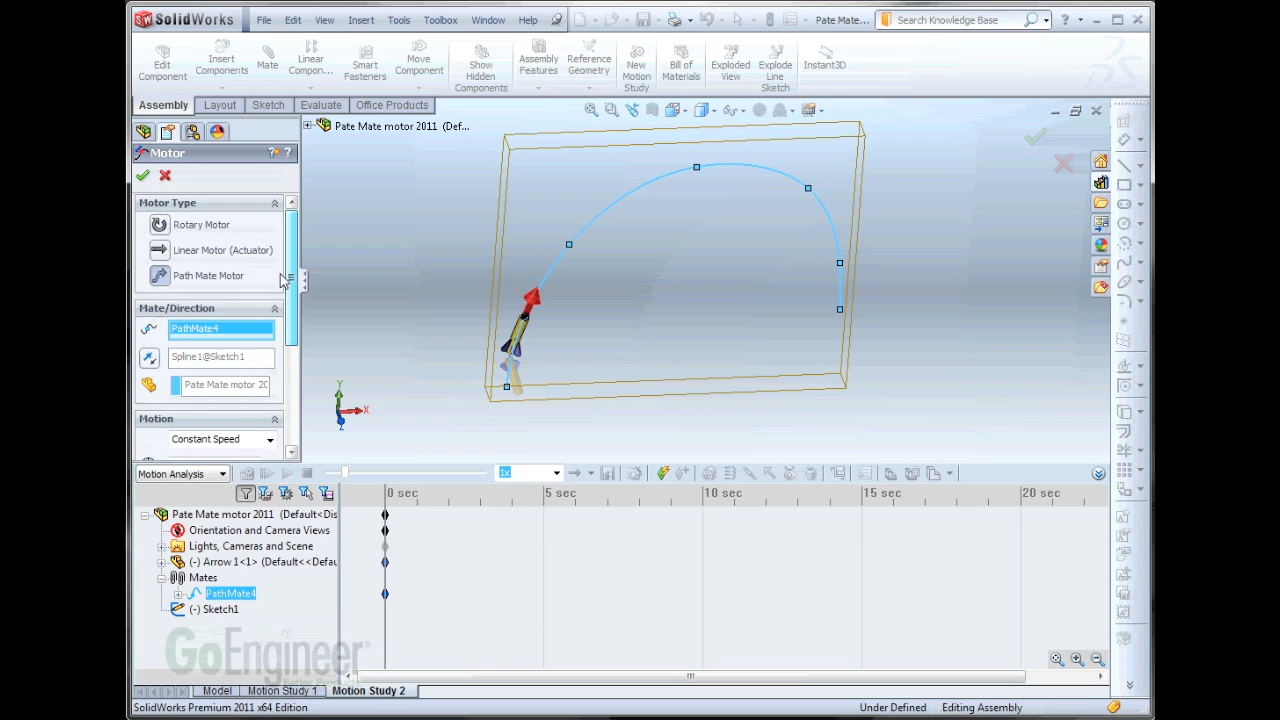 SolidWorks File Edit View Insert Tools Toolbox Window Help Pate Mate... Search Knowledge Base
Edit Component
Insert Components
Mate
Linear Compon...
Smart Fasteners
Move Component
Show Hidden Components
Assembly Features
Reference Geometry
New Motion Study
Bill of Materials
Exploded View
Explode Line Sketch
Instant3D
Assembly Layout Sketch Evaluate Office Products
Pate Mate motor 2011 (Def...
Motor
Motor Type
Rotary Motor
Linear Motor (Actuator)
Path Mate Motor
Mate/Direction
PathMate4
Spline1@Sketch1
Pate Mate motor 20
Motion
Constant Speed
Y
X
Z
Motion Analysis 1x
0 sec 5 sec 10 sec 15 sec 20 sec
Pate Mate motor 2011 (Default<Dis
Orientation and Camera Views
Lights, Cameras and Scene
(-) Arrow 1<1> (Default<<Defau
Mates
PathMate4
(-) Sketch1
GoEngineer
Model Motion Study 1 Motion Study 2
SolidWorks Premium 2011 x64 Edition Under Defined Editing Assembly